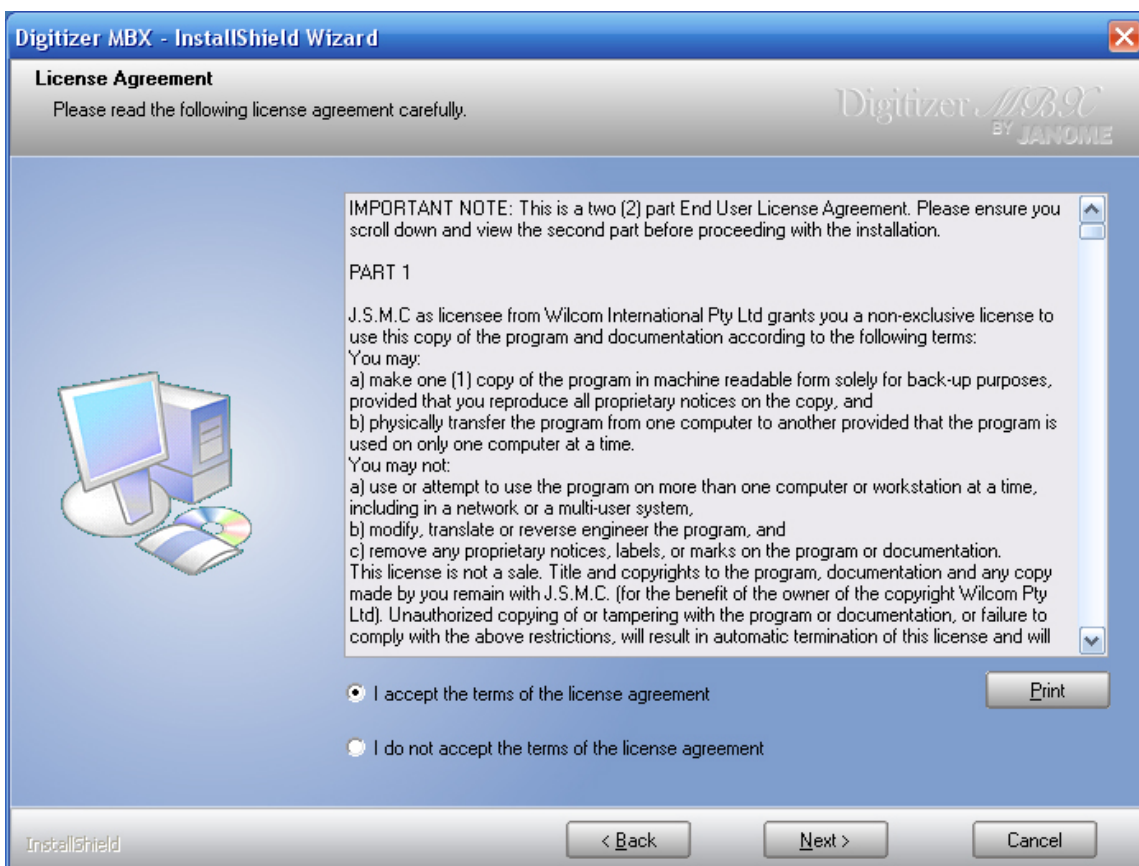 Digitizer MBX - InstallShield Wizard
License Agreement
Please read the following license agreement carefully.
Digitizer MBX
BY JANOME
IMPORTANT NOTE: This is a two (2) part End User License Agreement. Please ensure you
scroll down and view the second part before proceeding with the installation.
PART 1
J.S.M.C as licensee from Wilcom International Pty Ltd grants you a non-exclusive license to
use this copy of the program and documentation according to the following terms:
You may:
a) make one (1) copy of the program in machine readable form solely for back-up purposes,
provided that you reproduce all proprietary notices on the copy, and
b) physically transfer the program from one computer to another provided that the program is
used on only one computer at a time.
You may not:
a) use or attempt to use the program on more than one computer or workstation at a time,
including in a network or a multi-user system,
b) modify, translate or reverse engineer the program, and
c) remove any proprietary notices, labels, or marks on the program or documentation.
This license is not a sale. Title and copyrights to the program, documentation and any copy
made by you remain with J.S.M.C. (for the benefit of the owner of the copyright Wilcom Pty
Ltd). Unauthorized copying of or tampering with the program or documentation, or failure to
comply with the above restrictions, will result in automatic termination of this license and will
I accept the terms of the license agreement
Print
I do not accept the terms of the license agreement
InstallShield
< Back
Next >
Cancel